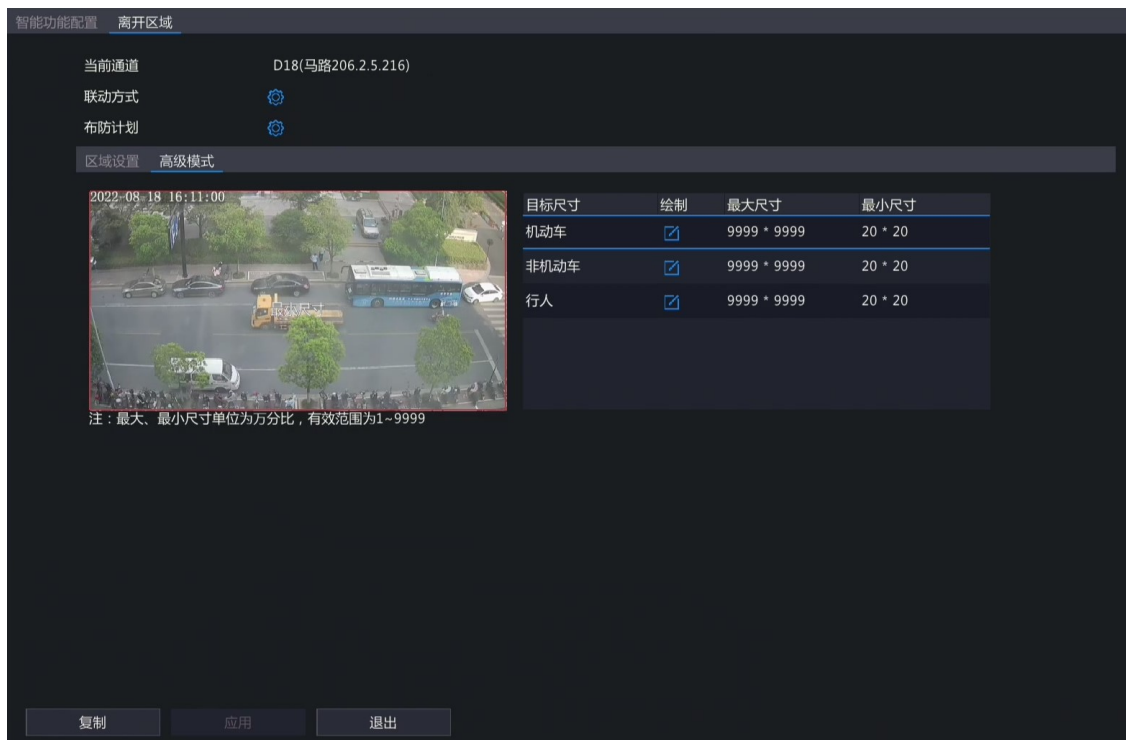 智能功能配置 离开区域
当前通道 D18(马路206.2.5.216)
联动方式
布防计划
区域设置 高级模式
2022-08-18 16:11:00
最小尺寸
目标尺寸 绘制 最大尺寸 最小尺寸
机动车 9999 * 9999 20 * 20
非机动车 9999 * 9999 20 * 20
行人 9999 * 9999 20 * 20
注：最大、最小尺寸单位为万分比，有效范围为1~9999
复制 应用 退出